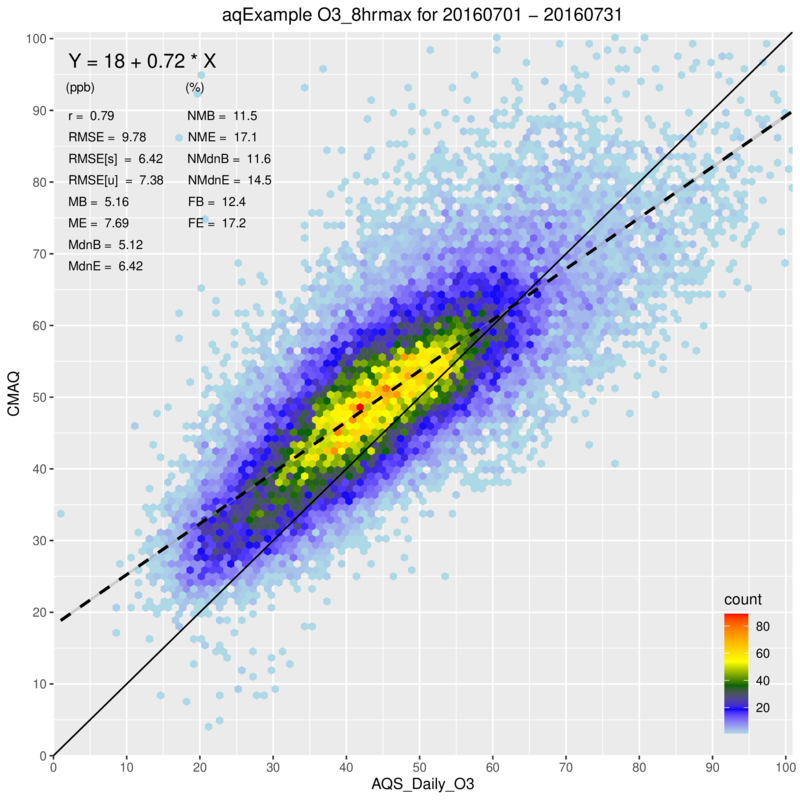 aqExample O3_8hrmax for 20160701 − 20160731
Y = 18 + 0.72 * X
(ppb) (%)
r = 0.79 NMB = 11.5
RMSE = 9.78 NME = 17.1
RMSE[s] = 6.42 NMdnB = 11.6
RMSE[u] = 7.38 NMdnE = 14.5
MB = 5.16 FB = 12.4
ME = 7.69 FE = 17.2
MdnB = 5.12
MdnE = 6.42
100
90
80
70
60
50
40
30
20
10
0
CMAQ
count
80
60
40
20
0 10 20 30 40 50 60 70 80 90 100
AQS_Daily_O3